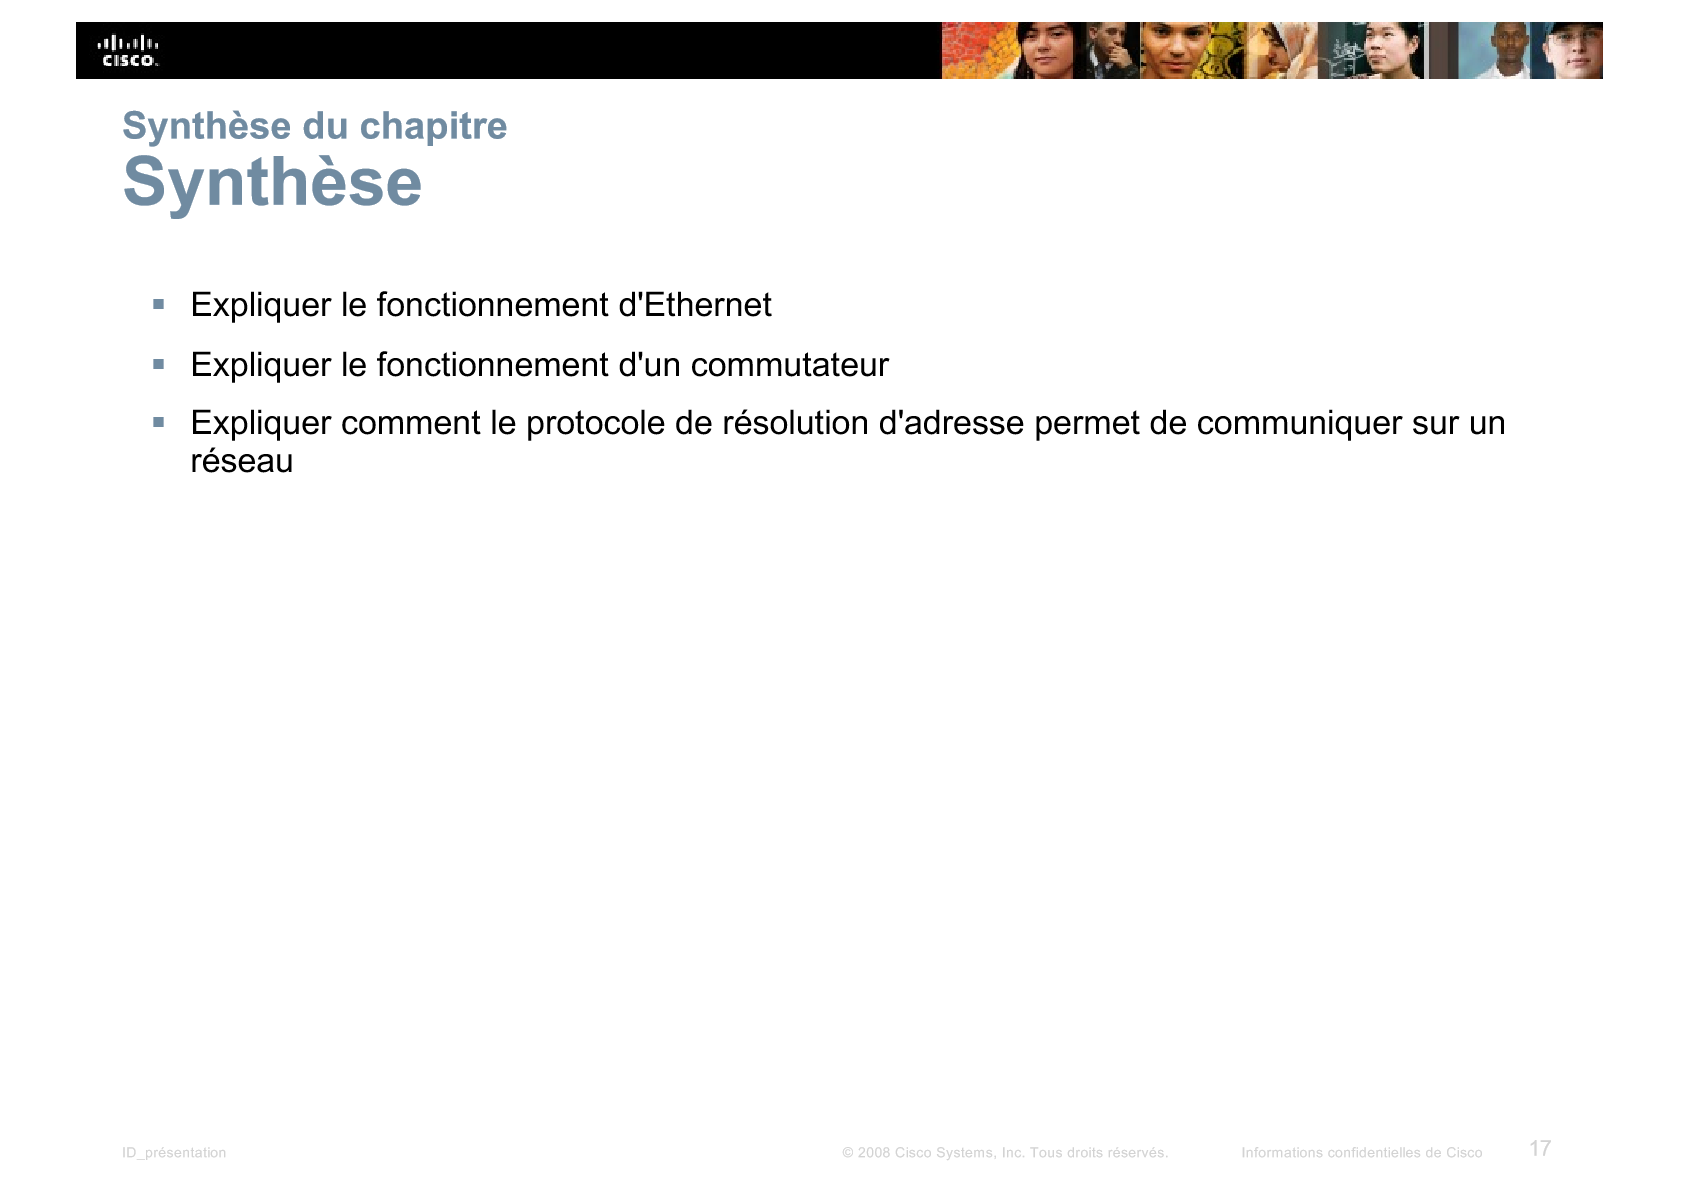 CISCO
Synthèse du chapitre
Synthèse
▪ Expliquer le fonctionnement d'Ethernet
▪ Expliquer le fonctionnement d'un commutateur
▪ Expliquer comment le protocole de résolution d'adresse permet de communiquer sur un
réseau
ID_présentation © 2008 Cisco Systems, Inc. Tous droits réservés. Informations confidentielles de Cisco 17